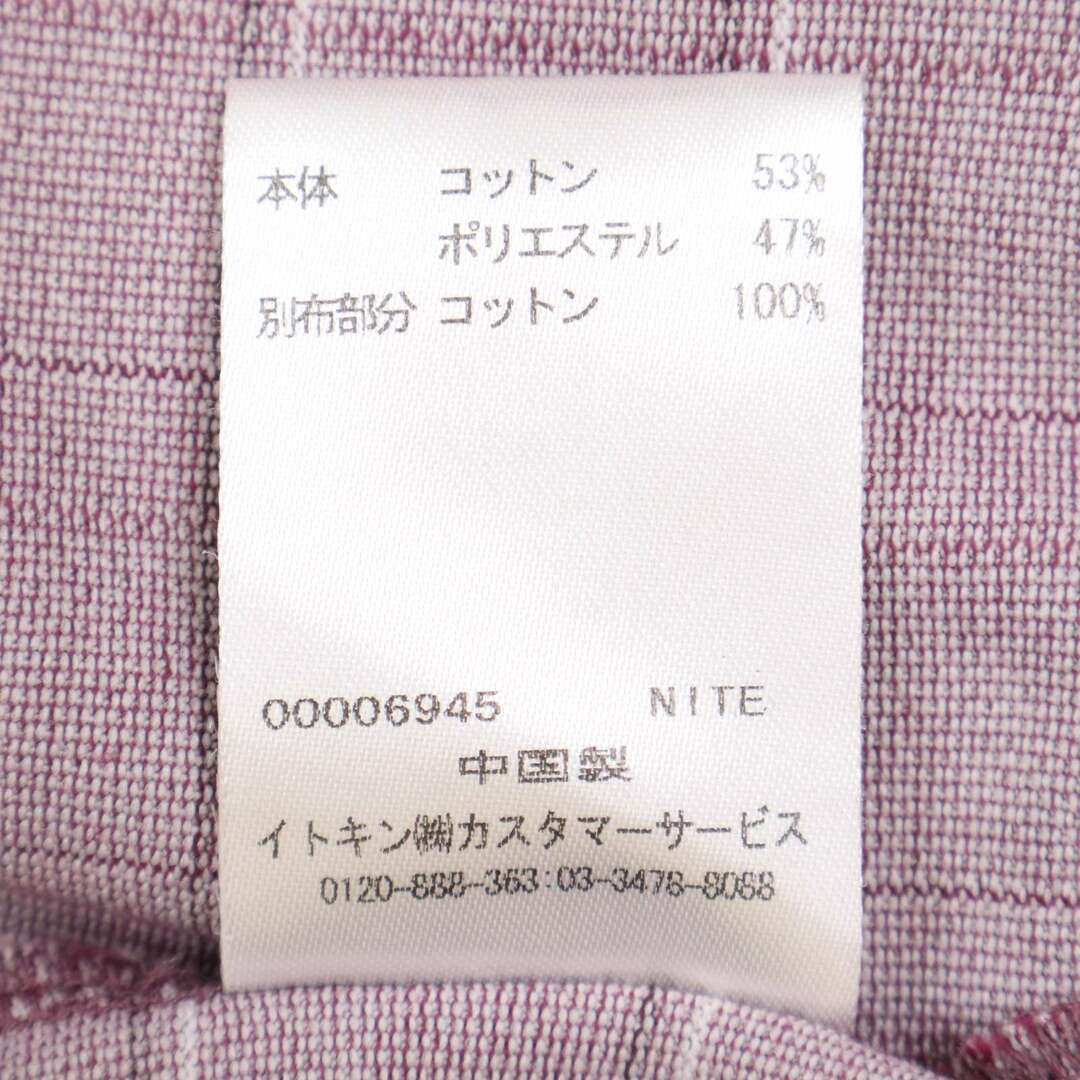 本体 コットン 53%
ポリエステル 47%
別布部分 コットン 100%
00006945 NITE
中国製
イトキン㈱カスタマーサービス
0120-888-363:03-3478-8088